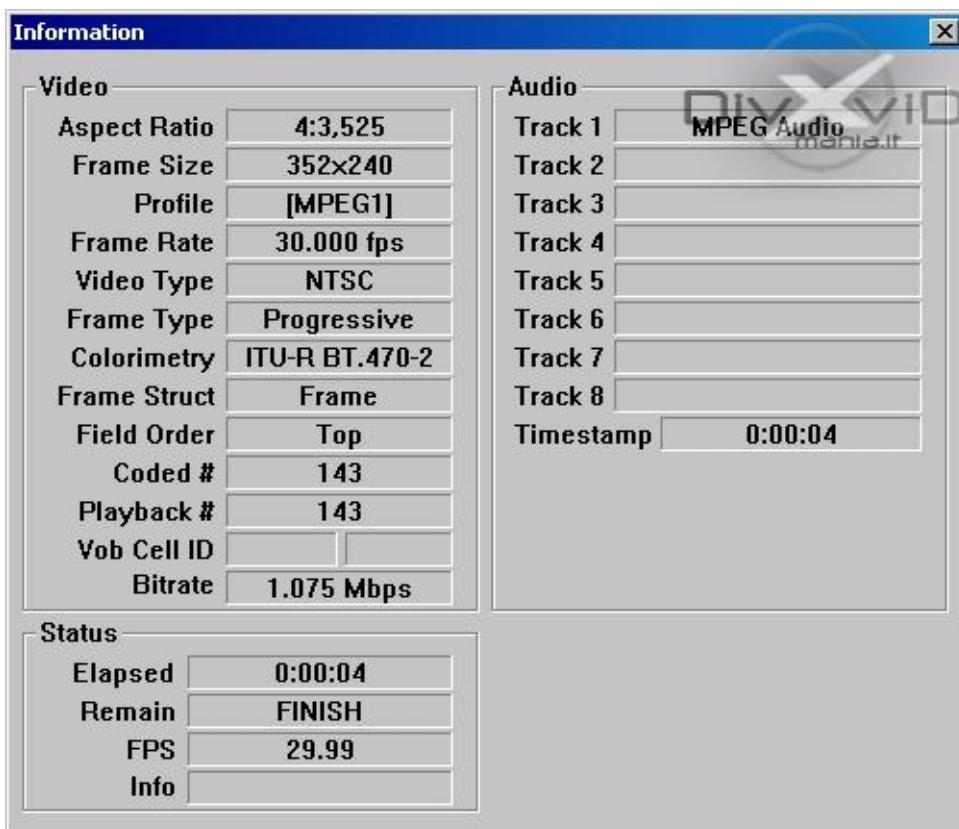 Information
DivXviD
mania.it
Video
Aspect Ratio 4:3,525
Frame Size 352x240
Profile [MPEG1]
Frame Rate 30.000 fps
Video Type NTSC
Frame Type Progressive
Colorimetry ITU-R BT.470-2
Frame Struct Frame
Field Order Top
Coded # 143
Playback # 143
Vob Cell ID
Bitrate 1.075 Mbps
Audio
Track 1 MPEG Audio
Track 2
Track 3
Track 4
Track 5
Track 6
Track 7
Track 8
Timestamp 0:00:04
Status
Elapsed 0:00:04
Remain FINISH
FPS 29.99
Info